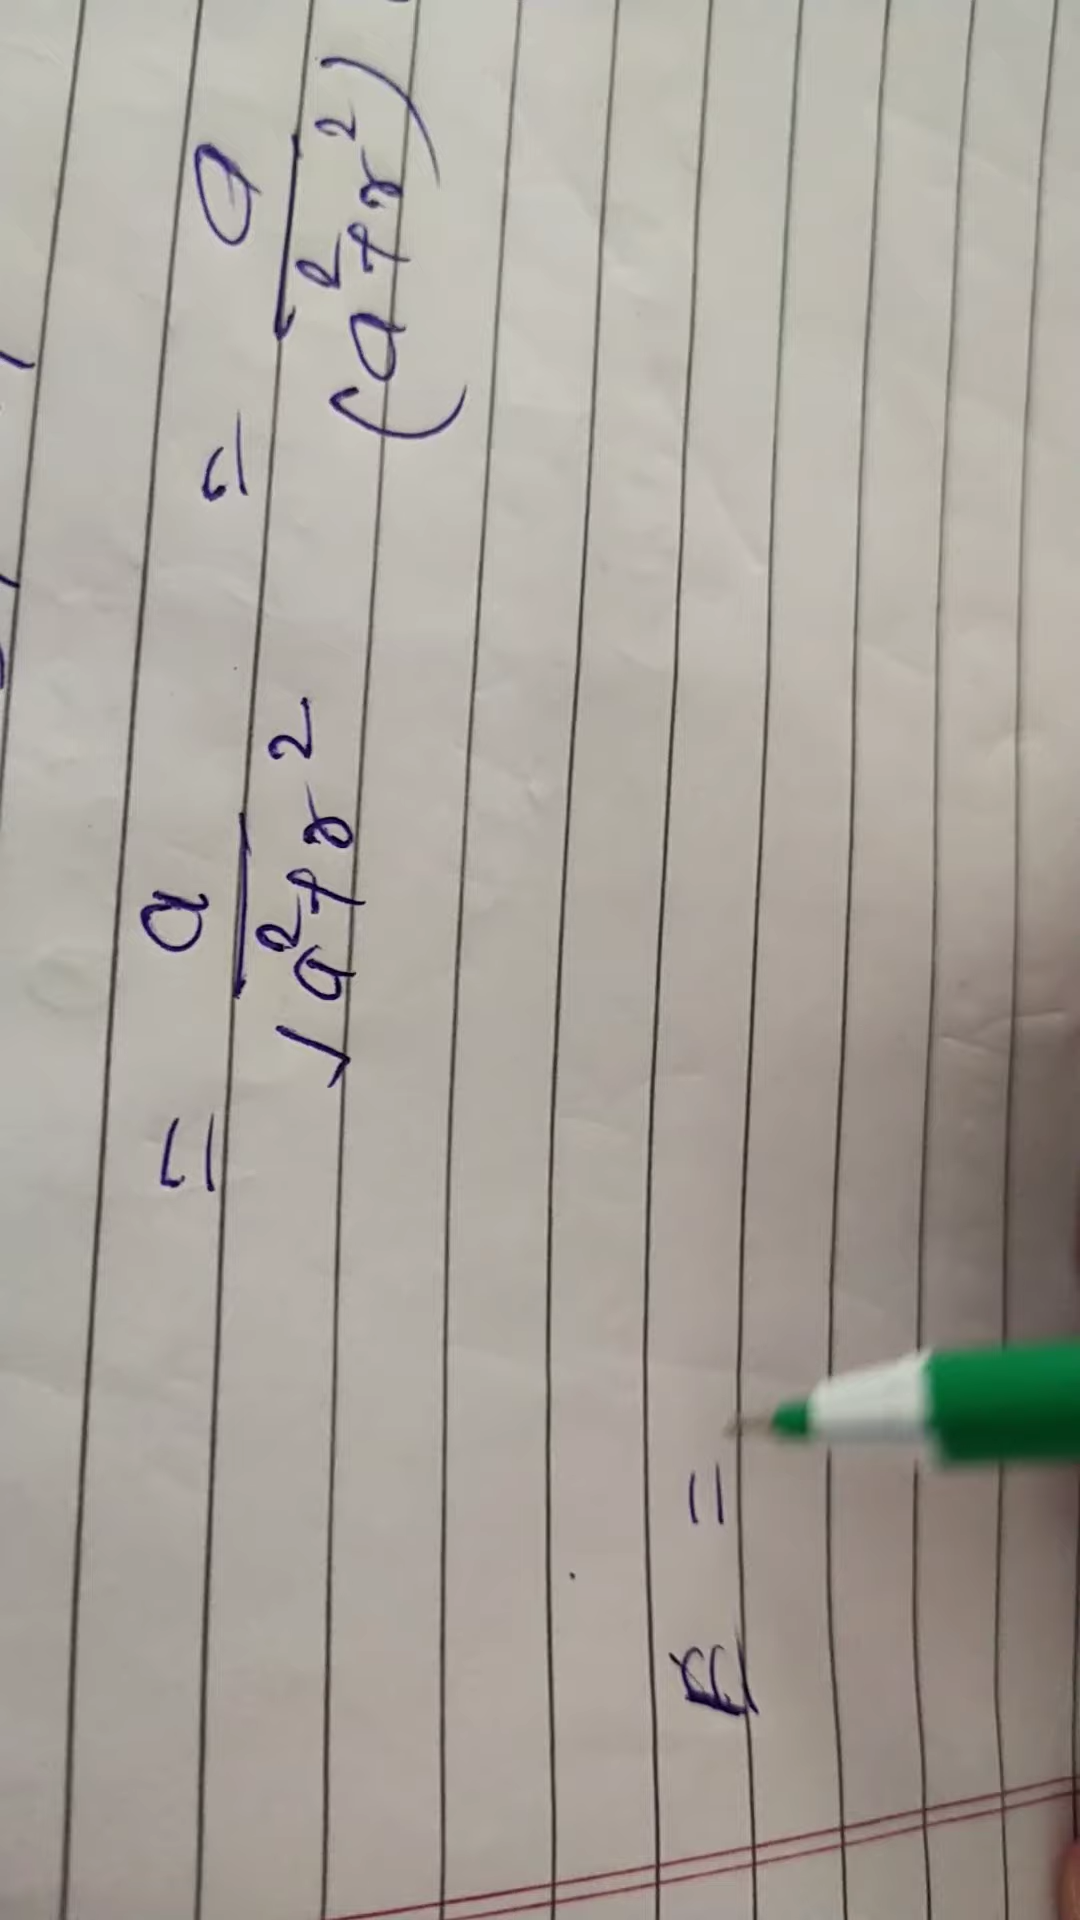 = a / √a²+r² = a / (a²+r²)
E =